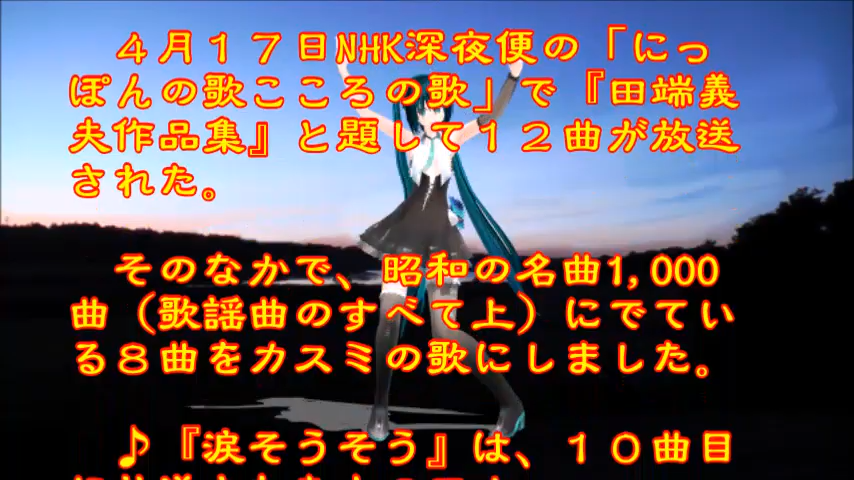 ４月１７日NHK深夜便の「にっ
ぽんの歌こころの歌」で『田端義
夫作品集』と題して１２曲が放送
された。
そのなかで、昭和の名曲1,000
曲（歌謡曲のすべて上）にでてい
る８曲をカスミの歌にしました。
♪『涙そうそう』は、１０曲目